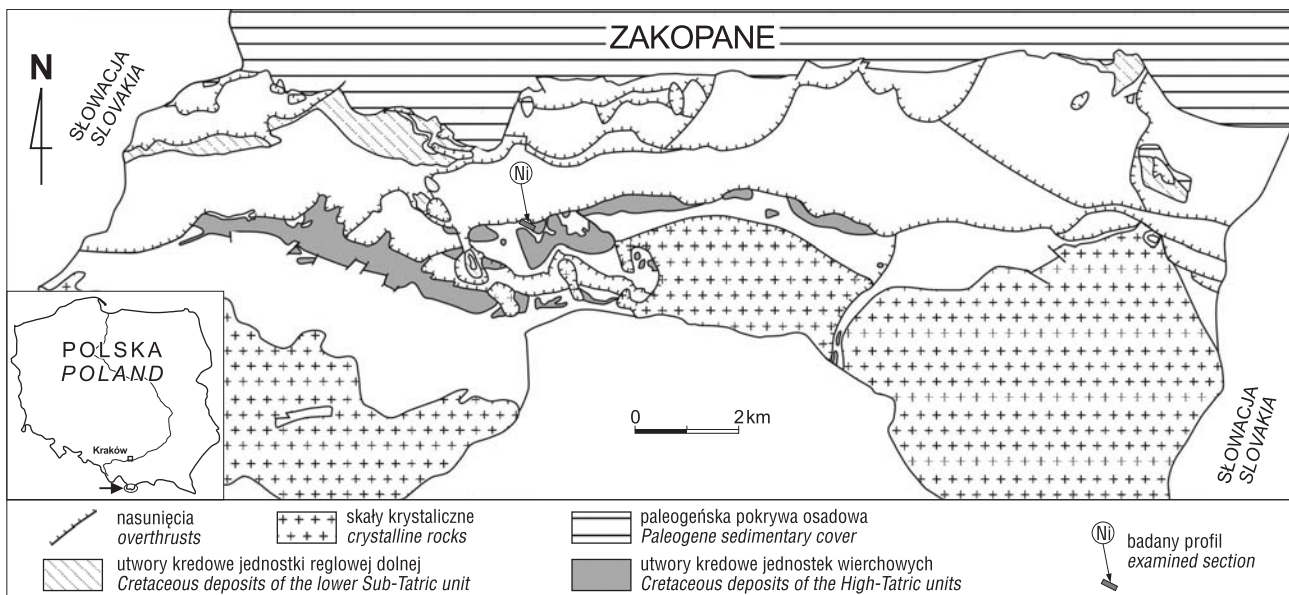 ZAKOPANE
N
SŁOWACJA
SLOVAKIA
Ni
POLSKA
POLAND
Kraków
0 2 km
SŁOWACJA
SLOVAKIA
nasunięcia
overthrusts
skały krystaliczne
crystalline rocks
paleogeńska pokrywa osadowa
Paleogene sedimentary cover
Ni
badany profil
examined section
utwory kredowe jednostki reglowej dolnej
Cretaceous deposits of the lower Sub-Tatric unit
utwory kredowe jednostek wierchowych
Cretaceous deposits of the High-Tatric units